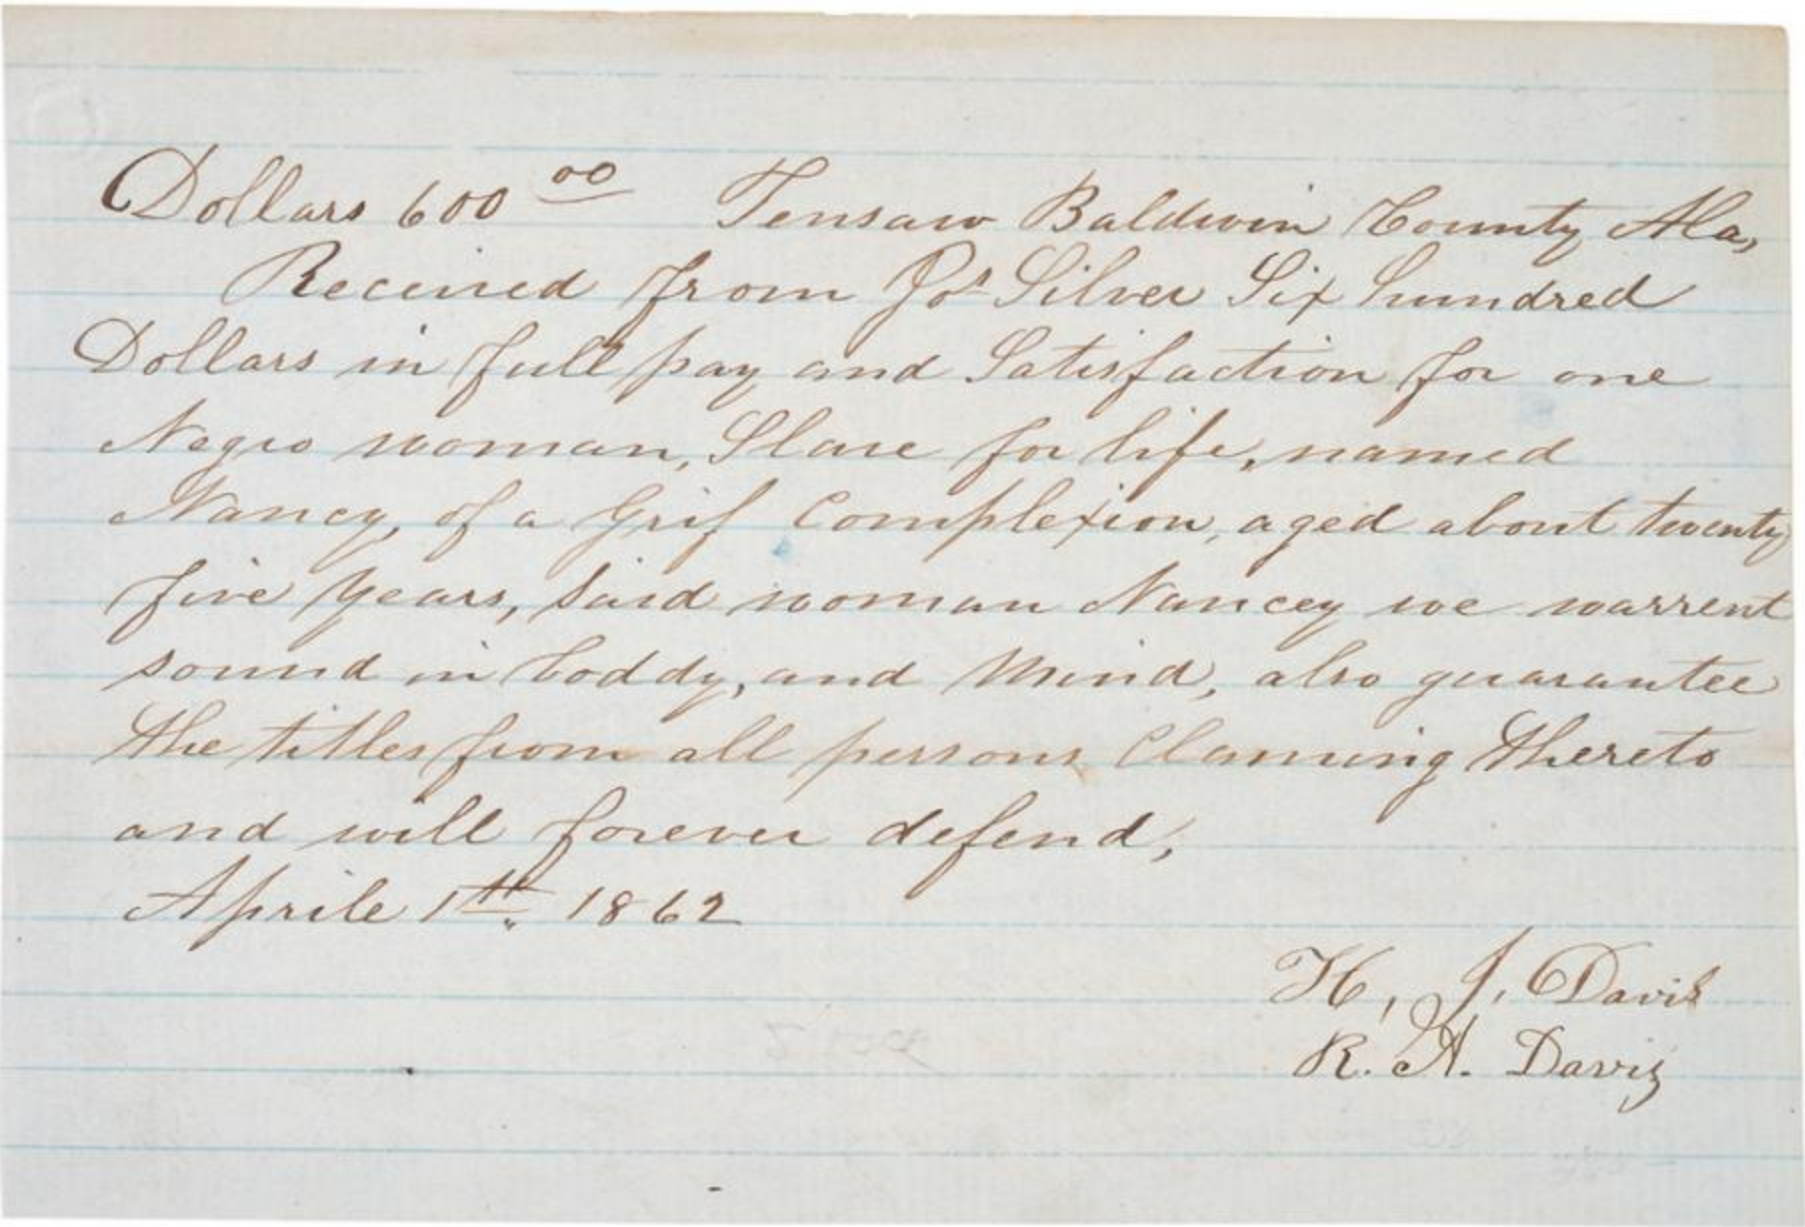 Dollars 600 00 Tensaw Baldwin County Ala,
Received from Jos Silver Six hundred
Dollars in full pay and Satisfaction for one
Negro woman, Slave for life, named
Nancy, of a Grif Complexion, aged about twenty
five years, said woman Nancey we warrent
sound in boddy, and Mind, also guarantee
the titles from all persons Claming thereto
and will forever defend,
Aprile 1th 1862
H, J, Davis
R. A. Davis